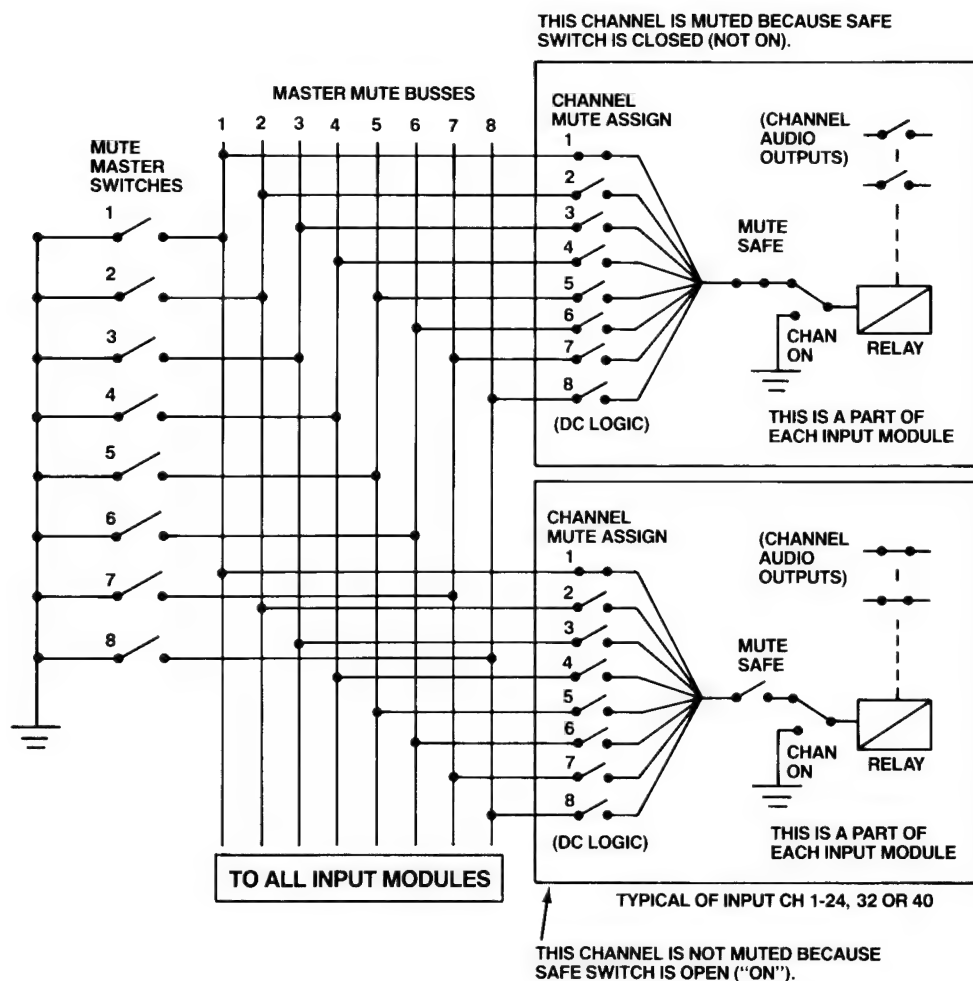 THIS CHANNEL IS MUTED BECAUSE SAFE
SWITCH IS CLOSED (NOT ON).
MASTER MUTE BUSSES
1 2 3 4 5 6 7 8
MUTE
MASTER
SWITCHES
1
2
3
4
5
6
7
8
CHANNEL
MUTE ASSIGN
1
2
3
4
5
6
7
8
(DC LOGIC)
(CHANNEL
AUDIO
OUTPUTS)
MUTE
SAFE
CHAN
ON
RELAY
THIS IS A PART OF
EACH INPUT MODULE
CHANNEL
MUTE ASSIGN
1
2
3
4
5
6
7
8
(DC LOGIC)
(CHANNEL
AUDIO
OUTPUTS)
MUTE
SAFE
CHAN
ON
RELAY
THIS IS A PART OF
EACH INPUT MODULE
TO ALL INPUT MODULES
TYPICAL OF INPUT CH 1-24, 32 OR 40
THIS CHANNEL IS NOT MUTED BECAUSE
SAFE SWITCH IS OPEN (“ON”).